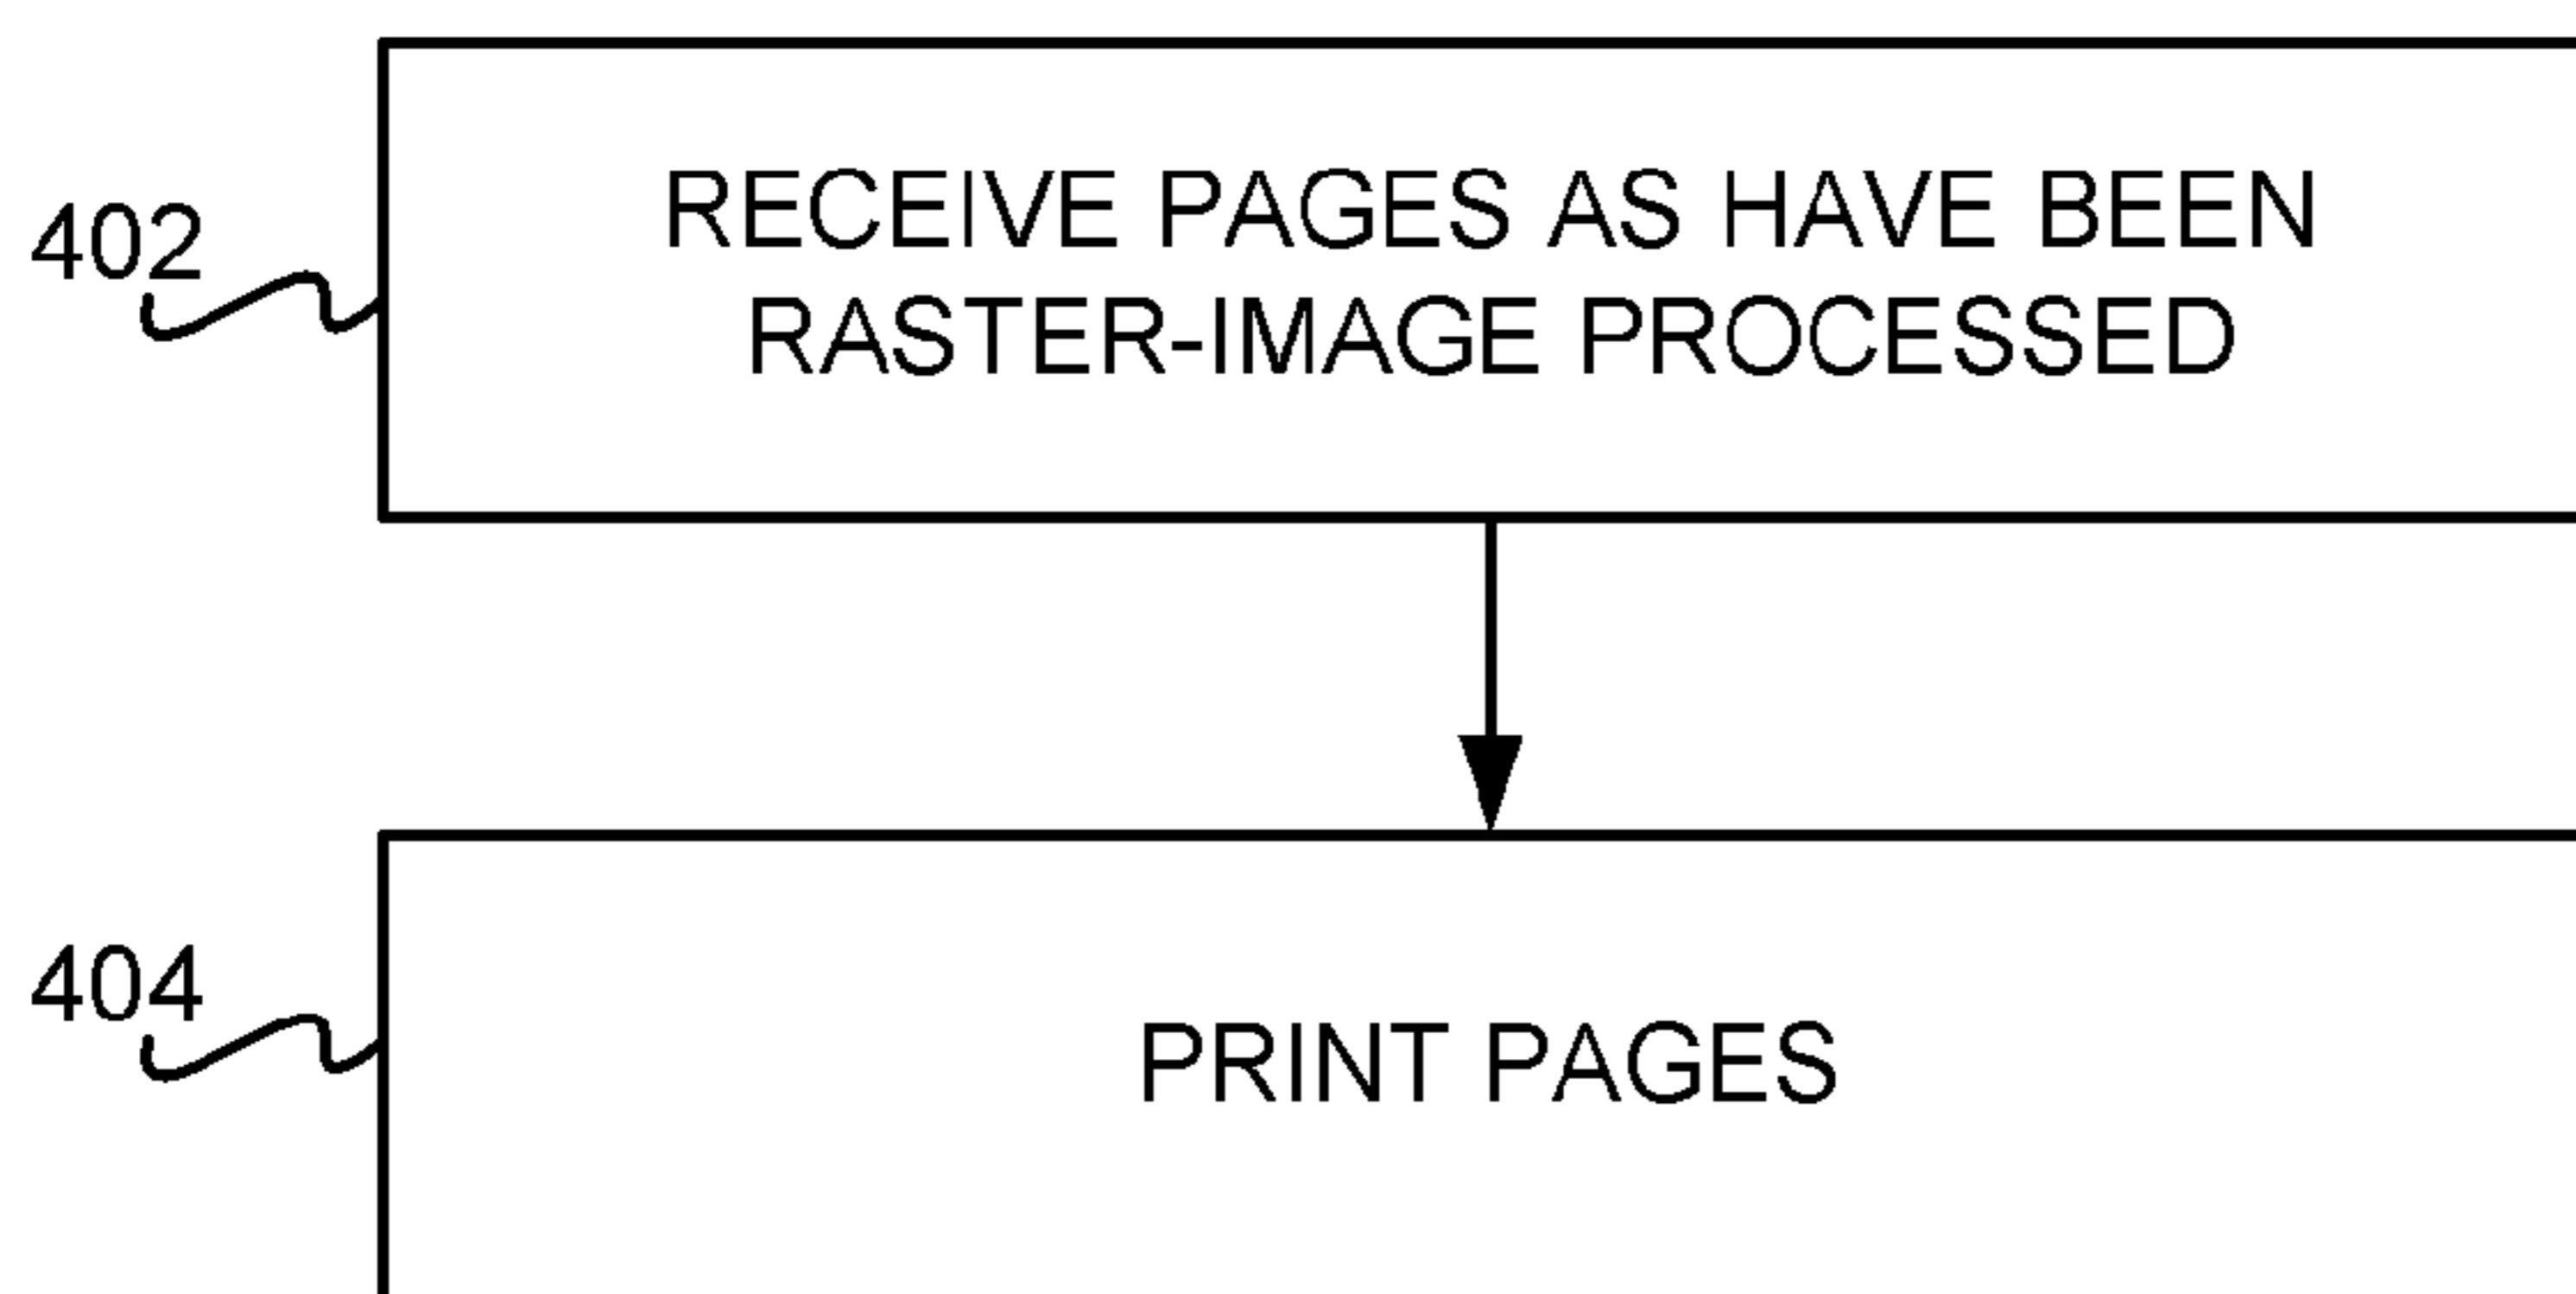 402
RECEIVE PAGES AS HAVE BEEN
RASTER-IMAGE PROCESSED
404
PRINT PAGES